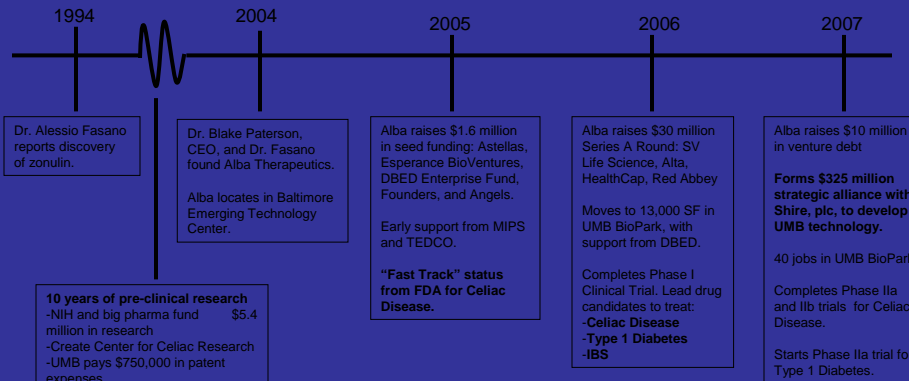 1994
2004
2005
2006
2007
Dr. Alessio Fasano
reports discovery
of zonulin.
10 years of pre-clinical research
-NIH and big pharma fund $5.4
million in research
-Create Center for Celiac Research
-UMB pays $750,000 in patent
expenses
Dr. Blake Paterson,
CEO, and Dr. Fasano
found Alba Therapeutics.
Alba locates in Baltimore
Emerging Technology
Center.
Alba raises $1.6 million
in seed funding: Astellas,
Esperance BioVentures,
DBED Enterprise Fund,
Founders, and Angels.
Early support from MIPS
and TEDCO.
“Fast Track” status
from FDA for Celiac
Disease.
Alba raises $30 million
Series A Round: SV
Life Science, Alta,
HealthCap, Red Abbey
Moves to 13,000 SF in
UMB BioPark, with
support from DBED.
Completes Phase I
Clinical Trial. Lead drug
candidates to treat:
-Celiac Disease
-Type 1 Diabetes
-IBS
Alba raises $10 million
in venture debt
Forms $325 million
strategic alliance with
Shire, plc, to develop
UMB technology.
40 jobs in UMB BioPark
Completes Phase IIa
and IIb trials for Celiac
Disease.
Starts Phase IIa trial for
Type 1 Diabetes.